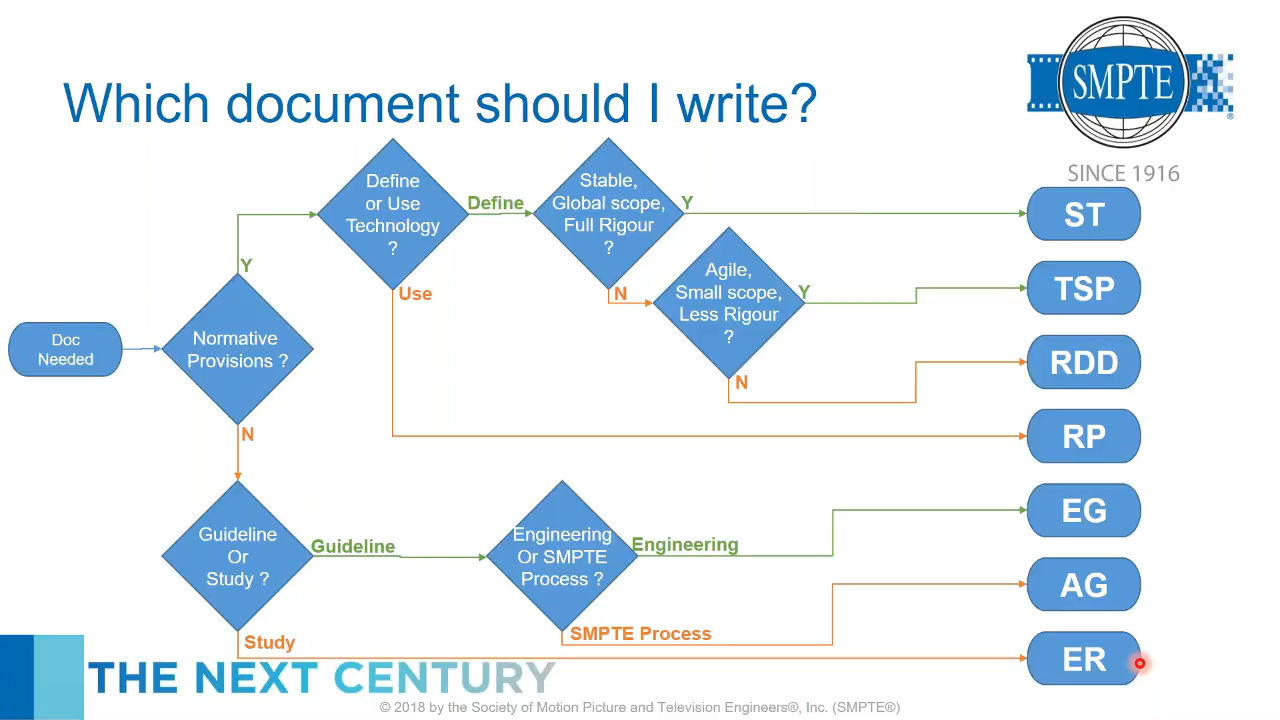 Which document should I write?
SMPTE
®
SINCE 1916
Define
or Use
Technology
?
Define
Stable,
Global scope,
Full Rigour
?
Y
ST
Y
Use
N
Agile,
Small scope,
Less Rigour
?
Y
TSP
Doc
Needed
Normative
Provisions ?
N
RDD
N
RP
Guideline
Or
Study ?
Guideline
Engineering
Or SMPTE
Process ?
Engineering
EG
AG
Study
SMPTE Process
ER
THE NEXT CENTURY
© 2018 by the Society of Motion Picture and Television Engineers®, Inc. (SMPTE®)